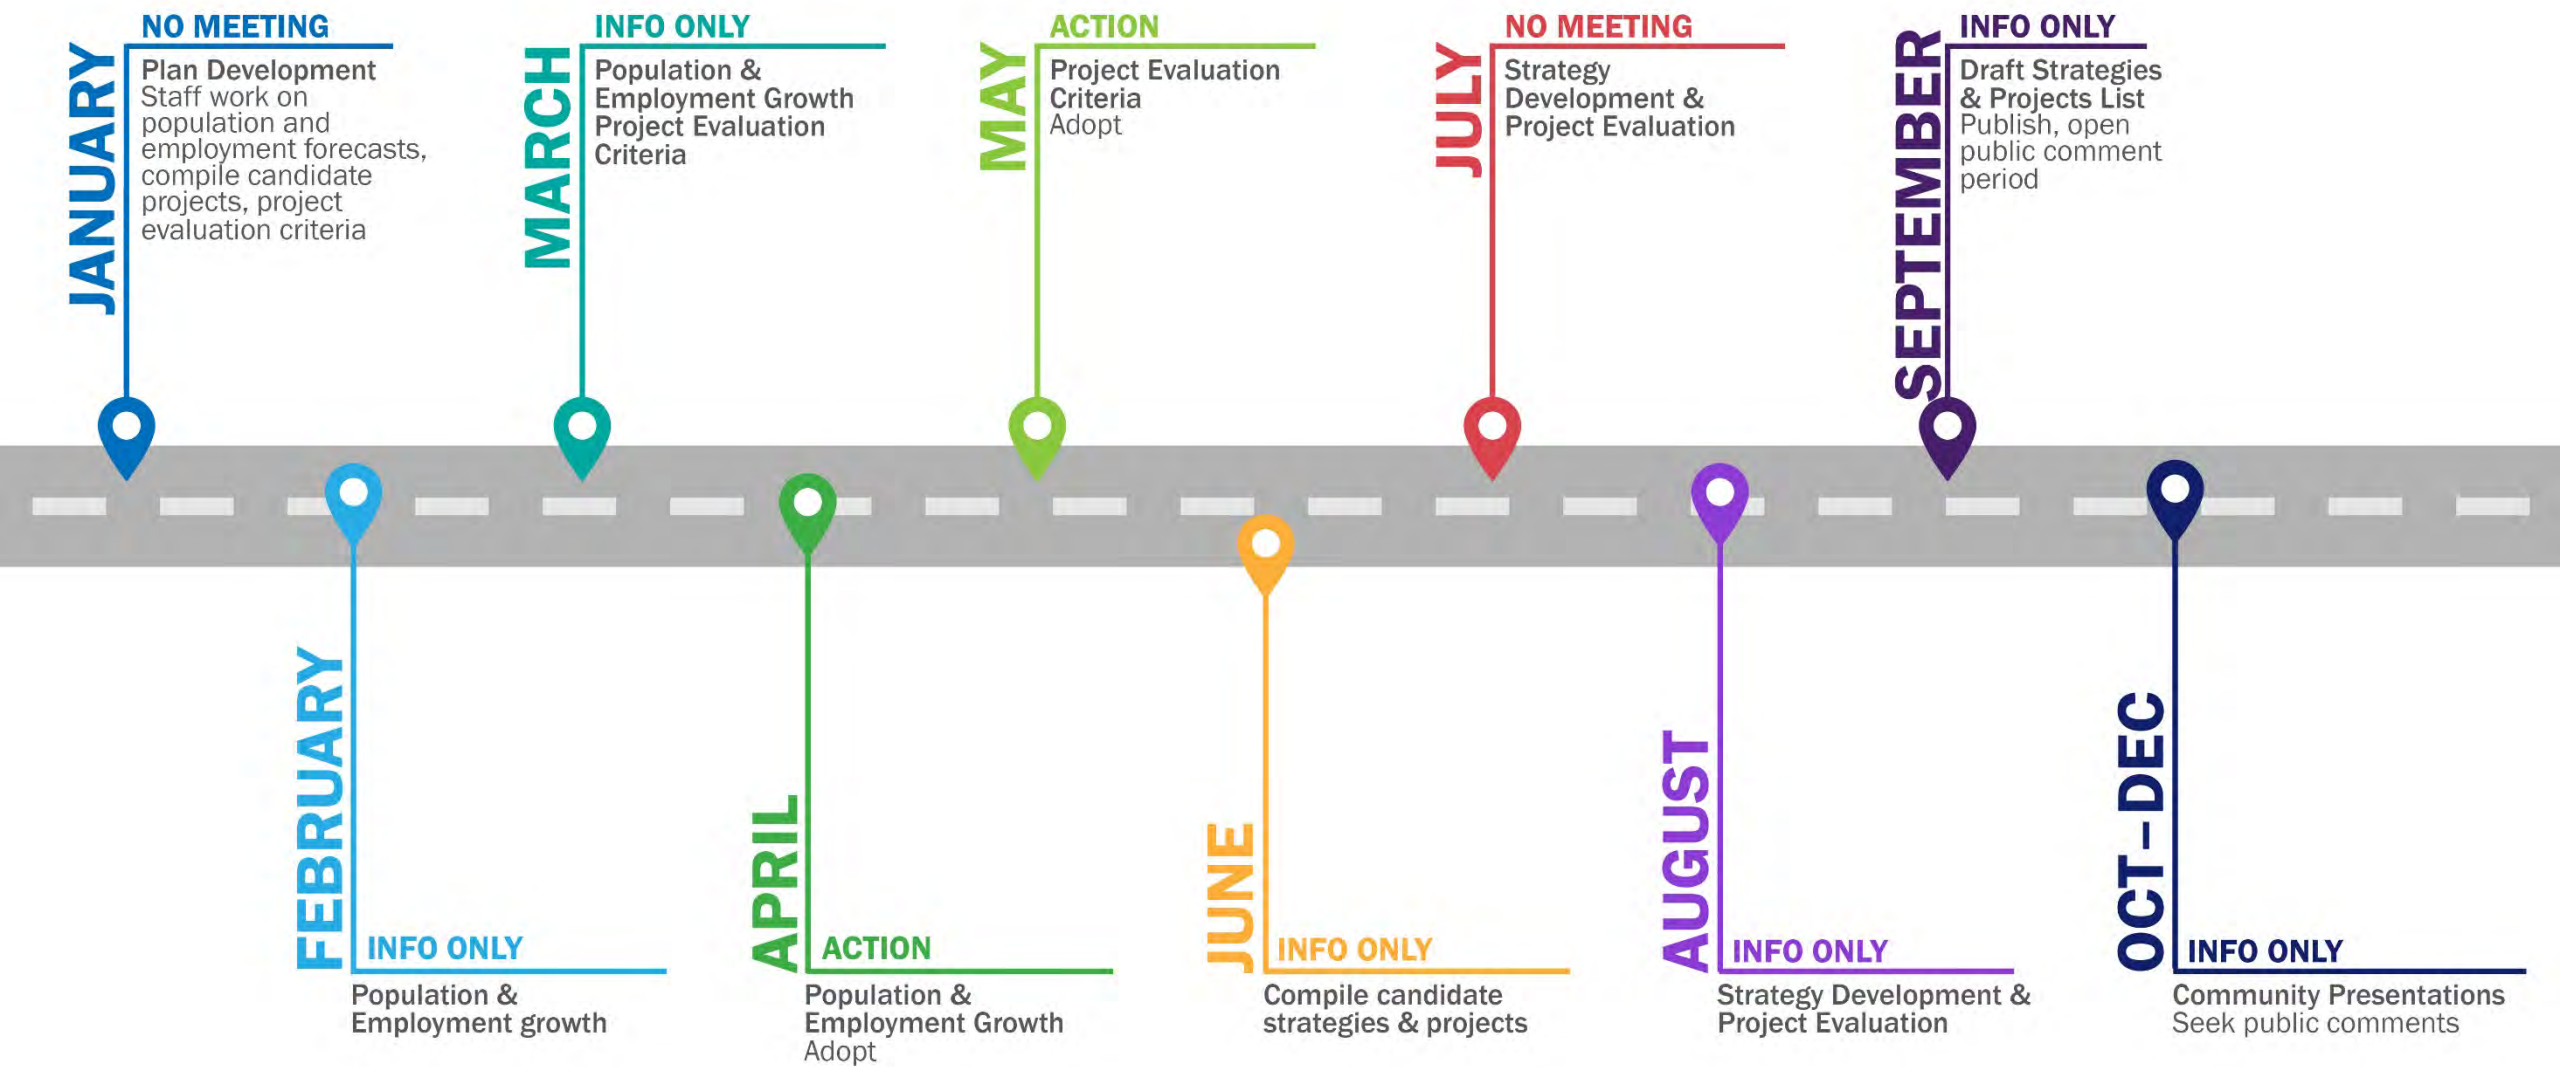 JANUARY
NO MEETING
Plan Development
Staff work on
population and
employment forecasts,
compile candidate
projects, project
evaluation criteria
FEBRUARY
INFO ONLY
Population &
Employment growth
MARCH
INFO ONLY
Population &
Employment Growth
Project Evaluation
Criteria
APRIL
ACTION
Population &
Employment Growth
Adopt
MAY
ACTION
Project Evaluation
Criteria
Adopt
JUNE
INFO ONLY
Compile candidate
strategies & projects
JULY
NO MEETING
Strategy
Development &
Project Evaluation
AUGUST
INFO ONLY
Strategy Development &
Project Evaluation
SEPTEMBER
INFO ONLY
Draft Strategies
& Projects List
Publish, open
public comment
period
OCT–DEC
INFO ONLY
Community Presentations
Seek public comments